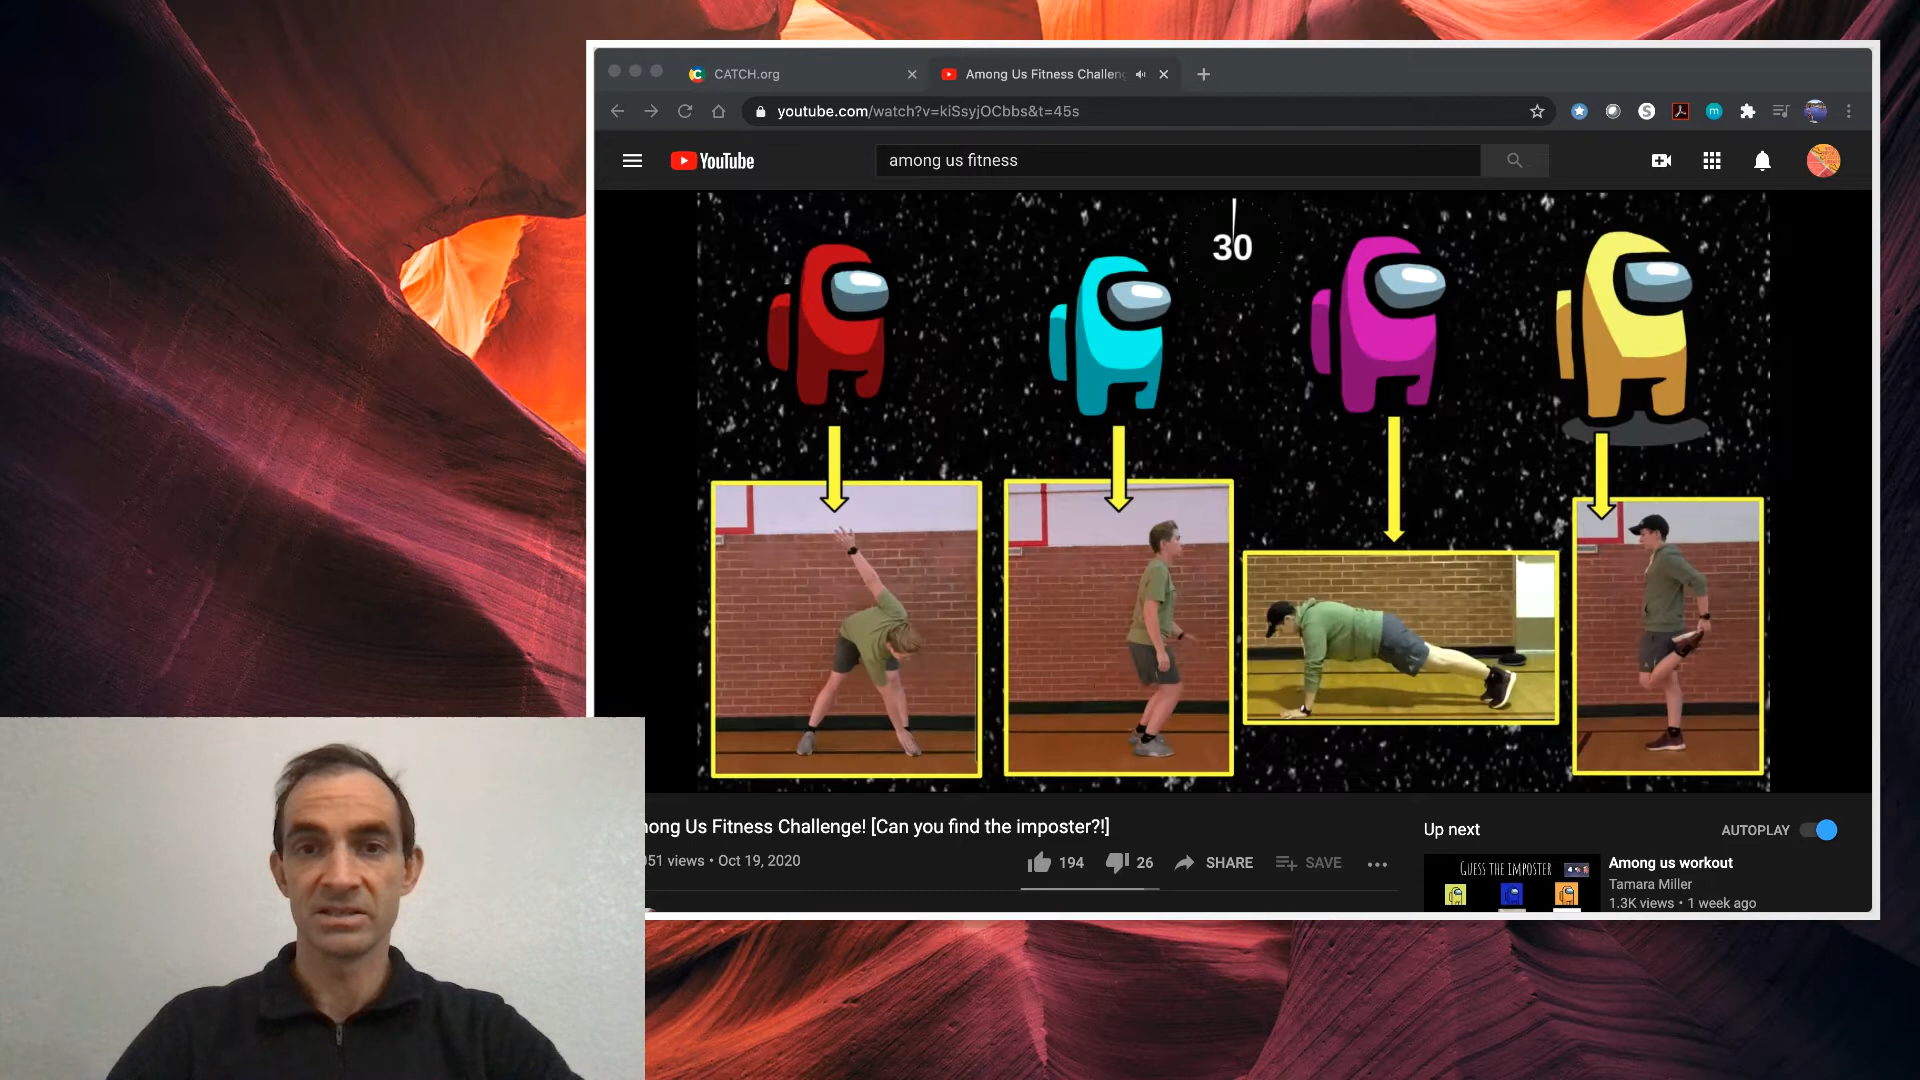 CATCH.org
Among Us Fitness Challeng
youtube.com/watch?v=kiSsyjOCbbs&t=45s
S
m
YouTube
among us fitness
30
ong Us Fitness Challenge! [Can you find the imposter?!]
051 views • Oct 19, 2020
194
26
SHARE
SAVE
Up next
AUTOPLAY
GUESS THE IMPOSTER
Among us workout
Tamara Miller
1.3K views • 1 week ago